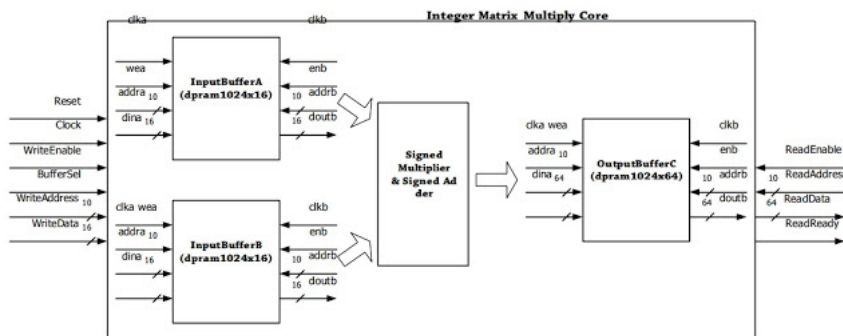 Integer Matrix Multiply Core
clka
clkb
wea
enb
InputBufferA
(dpram1024x16)
addra 10
10 addrb
dina 16
16 doutb
Reset
Clock
WriteEnable
BufferSel
WriteAddress 10
WriteData 16
clka wea
clkb
enb
addra 10
InputBufferB
(dpram1024x16)
dina 16
10 addrb
16 doutb
Signed
Multiplier
& Signed Ad
der
clka wea
clkb
addra 10
enb
OutputBufferC
(dpram1024x64)
dina 64
10 addrb
64 doutb
ReadEnable
ReadAddress
10
ReadData
64
ReadReady